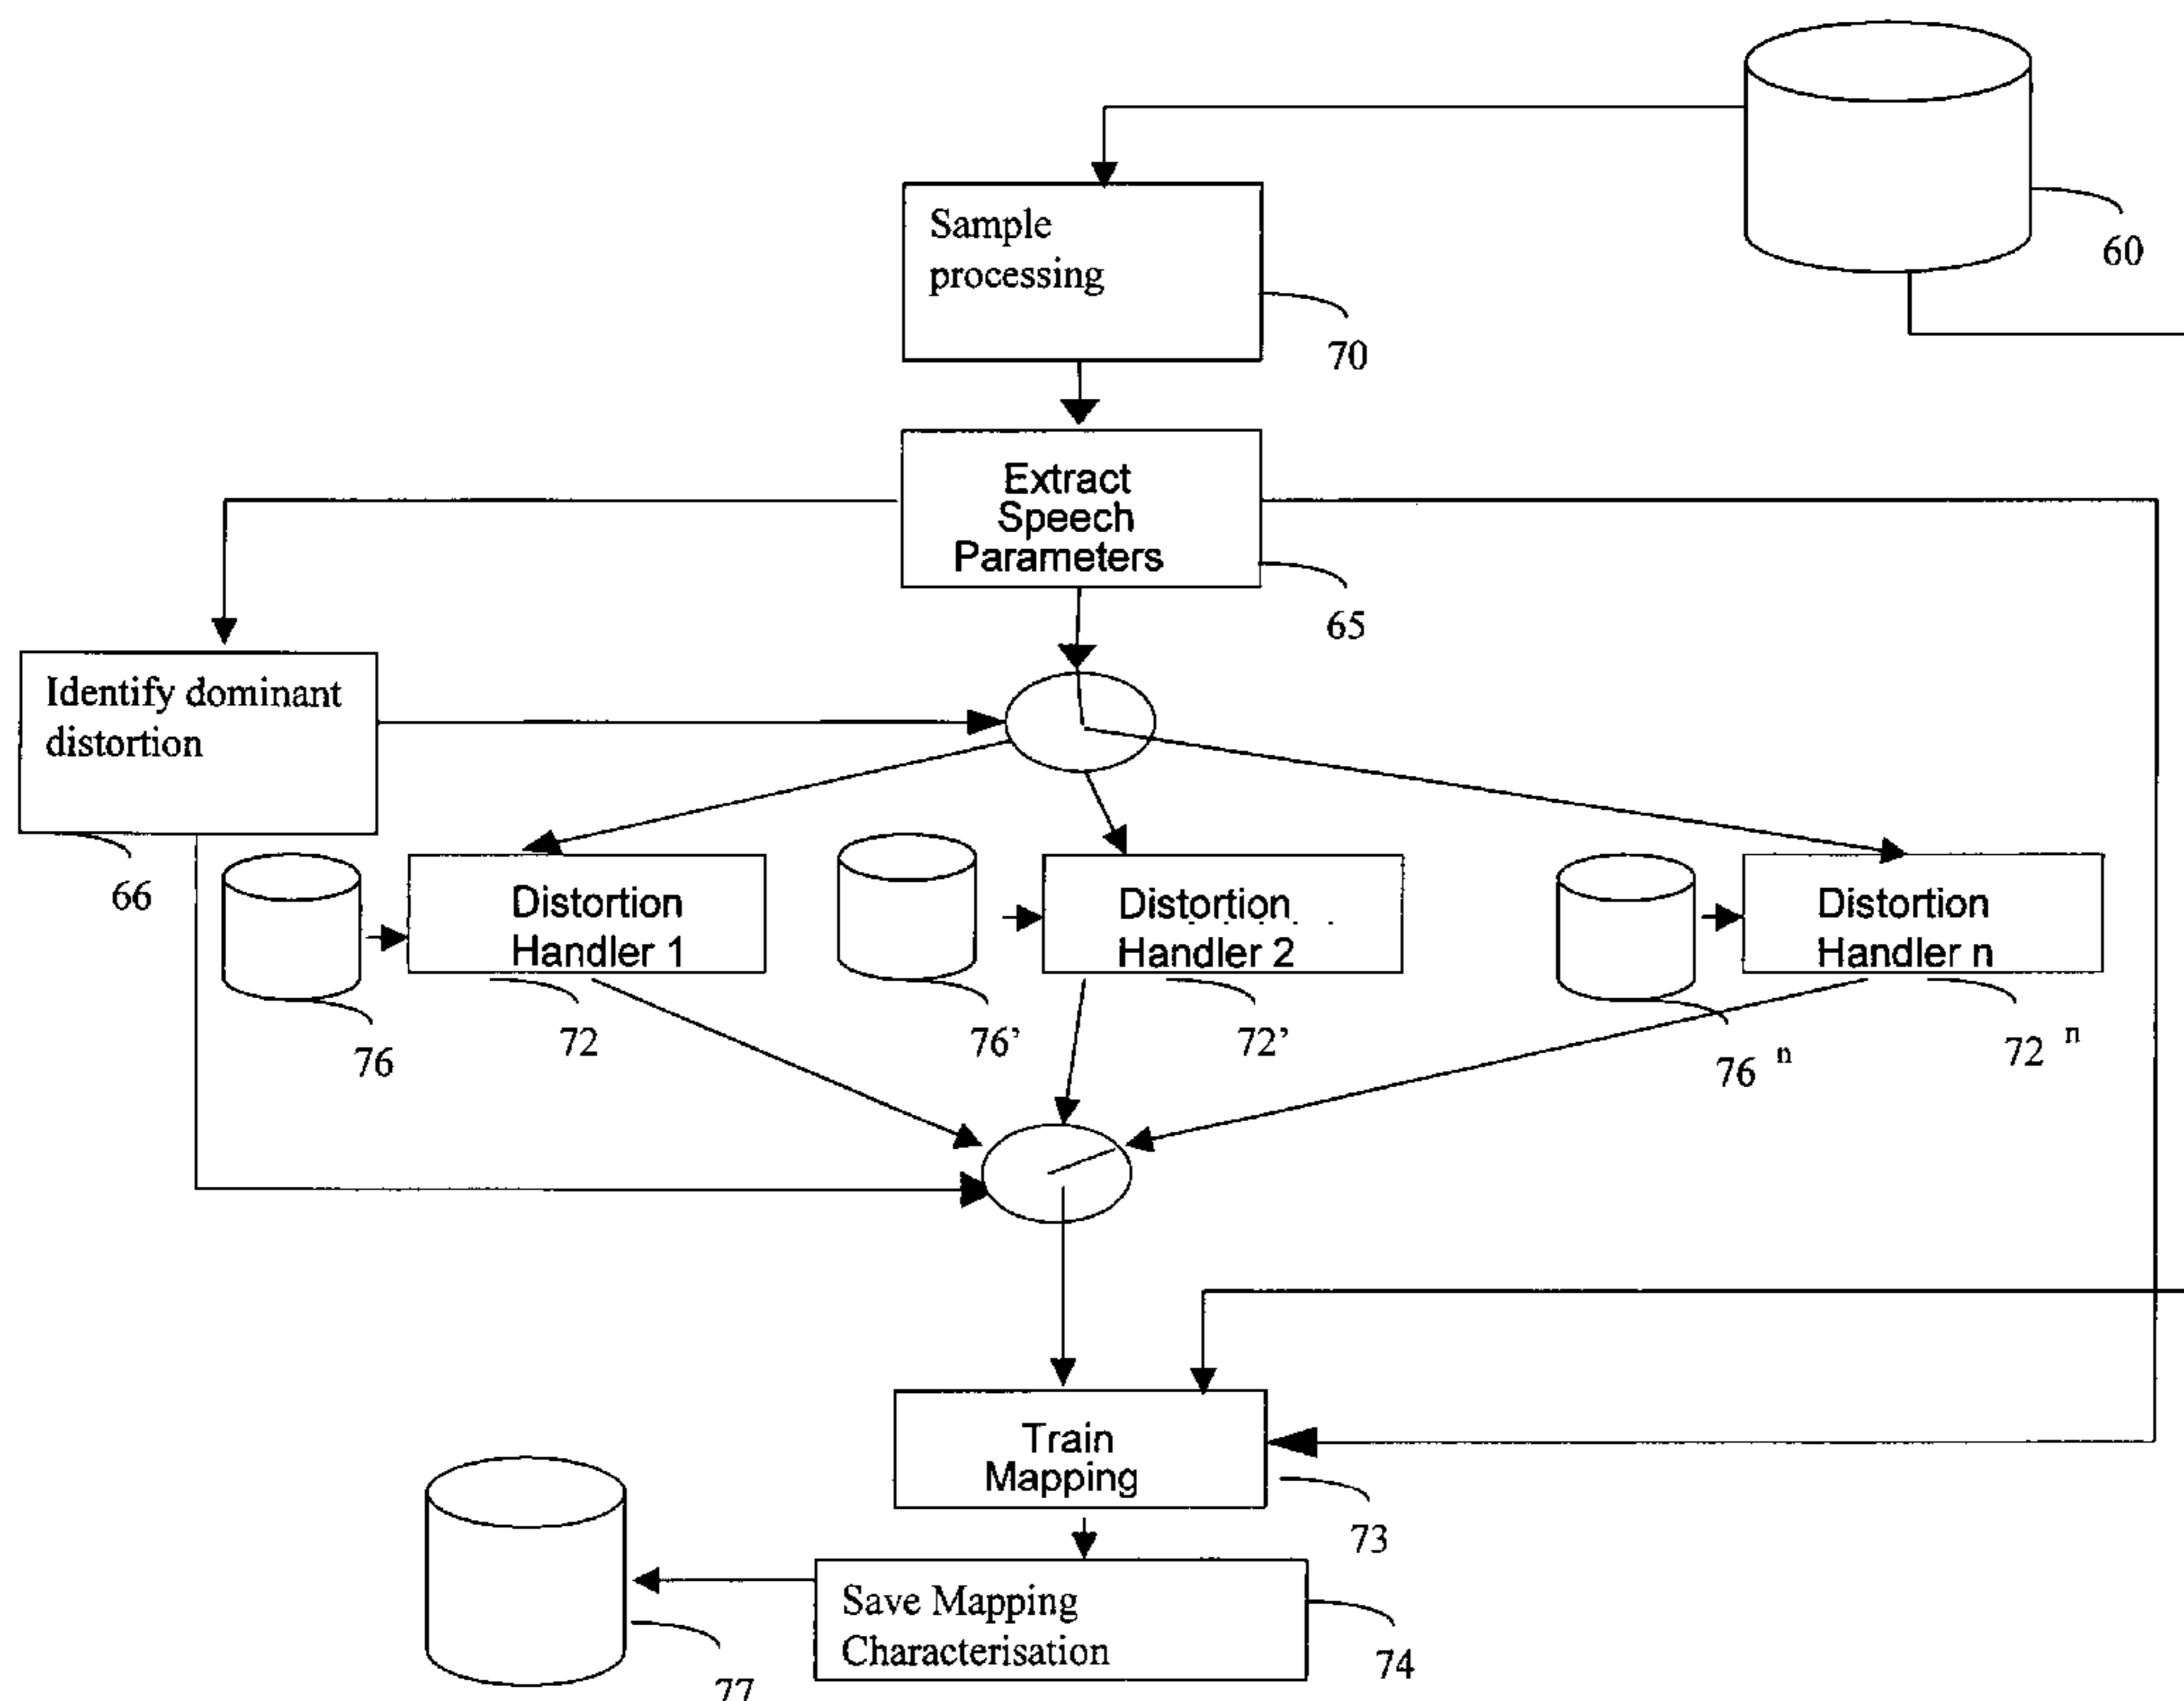 60
Sample
processing
70
Extract
Speech
Parameters
65
Identify dominant
distortion
66
Distortion
Handler 1
Distortion
Handler 2
Distortion
Handler n
76
72
76’
72’
76 n
72 n
Train
Mapping
73
Save Mapping
Characterisation
74
77